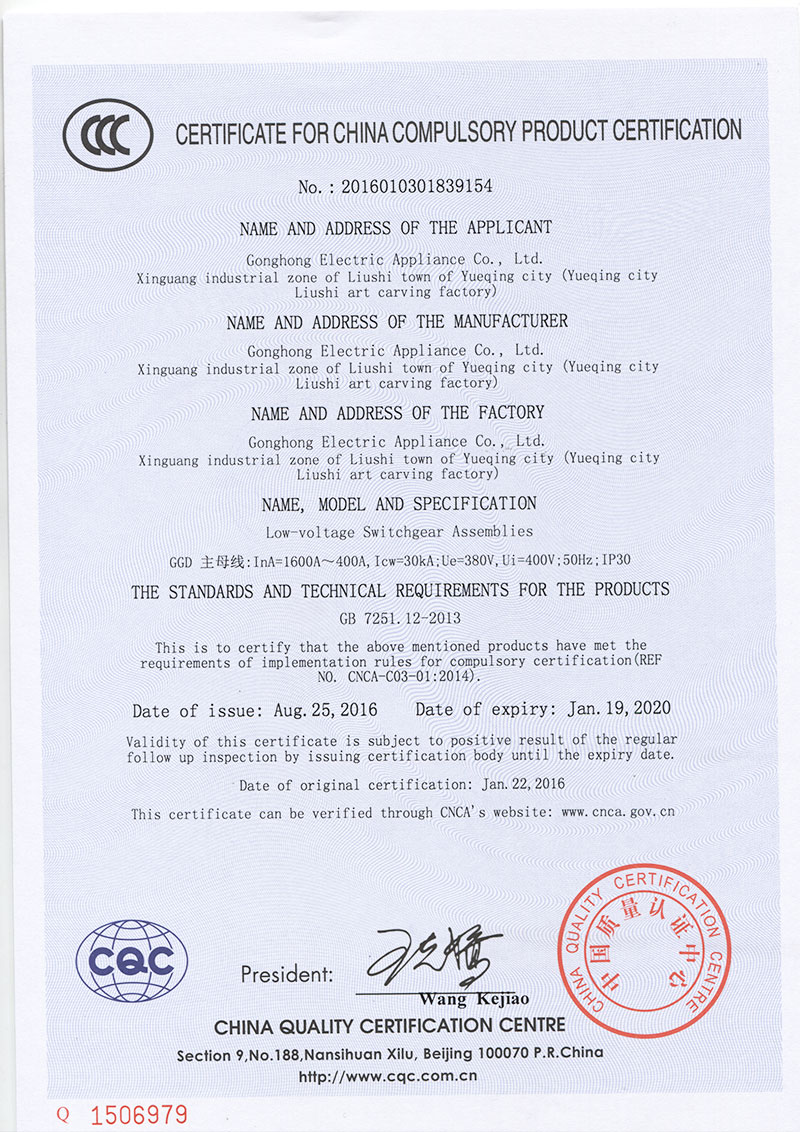 CCC
CERTIFICATE FOR CHINA COMPULSORY PRODUCT CERTIFICATION
No.: 2016010301839154
NAME AND ADDRESS OF THE APPLICANT
Gonghong Electric Appliance Co., Ltd.
Xinguang industrial zone of Liushi town of Yueqing city (Yueqing city
Liushi art carving factory)
NAME AND ADDRESS OF THE MANUFACTURER
Gonghong Electric Appliance Co., Ltd.
Xinguang industrial zone of Liushi town of Yueqing city (Yueqing city
Liushi art carving factory)
NAME AND ADDRESS OF THE FACTORY
Gonghong Electric Appliance Co., Ltd.
Xinguang industrial zone of Liushi town of Yueqing city (Yueqing city
Liushi art carving factory)
NAME, MODEL AND SPECIFICATION
Low-voltage Switchgear Assemblies
GGD 主母线:InA=1600A～400A,Icw=30kA;Ue=380V,Ui=400V;50Hz;IP30
THE STANDARDS AND TECHNICAL REQUIREMENTS FOR THE PRODUCTS
GB 7251.12-2013
This is to certify that the above mentioned products have met the
requirements of implementation rules for compulsory certification(REF
NO. CNCA-C03-01:2014).
Date of issue: Aug.25,2016 Date of expiry: Jan.19,2020
Validity of this certificate is subject to positive result of the regular
follow up inspection by issuing certification body until the expiry date.
Date of original certification: Jan.22,2016
This certificate can be verified through CNCA's website: www.cnca.gov.cn
CQC
President:
Wang Kejiao
CHINA QUALITY CERTIFICATION CENTRE
中国质量认证中心
CHINA QUALITY CERTIFICATION CENTRE
Section 9,No.188,Nansihuan Xilu, Beijing 100070 P.R.China
http://www.cqc.com.cn
Q 1506979